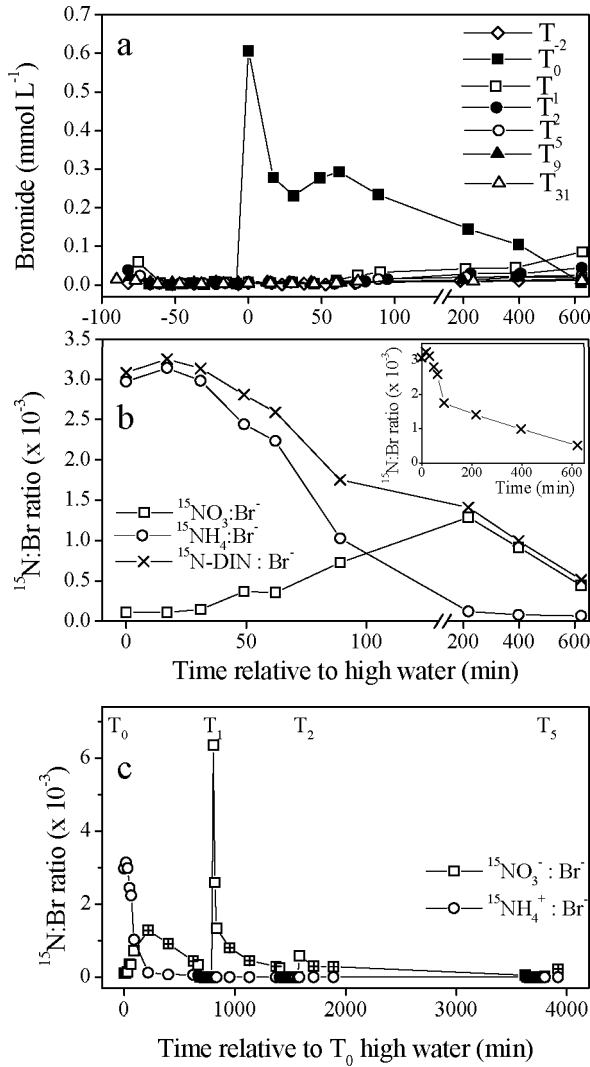 a
Bromide (mmol L-1)
0.7
0.6
0.5
0.4
0.3
0.2
0.1
0.0
T-2
T0
T1
T2
T5
T9
T31
-100 -50 0 50 200 400 600
b
15N:Br ratio (x 10-3)
3.5
3.0
2.5
2.0
1.5
1.0
0.5
0.0
15NO3:Br-
15NH4:Br-
15N-DIN : Br-
15N:Br ratio (x 10-3)
3
2
1
0
0 200 400 600
Time (min)
0 50 100 200 400 600
Time relative to high water (min)
c
T0 T1 T2 T5
15N:Br ratio (x 10-3)
6
4
2
0
15NO3- : Br-
15NH4+ : Br-
0 1000 2000 3000 4000
Time relative to T0 high water (min)